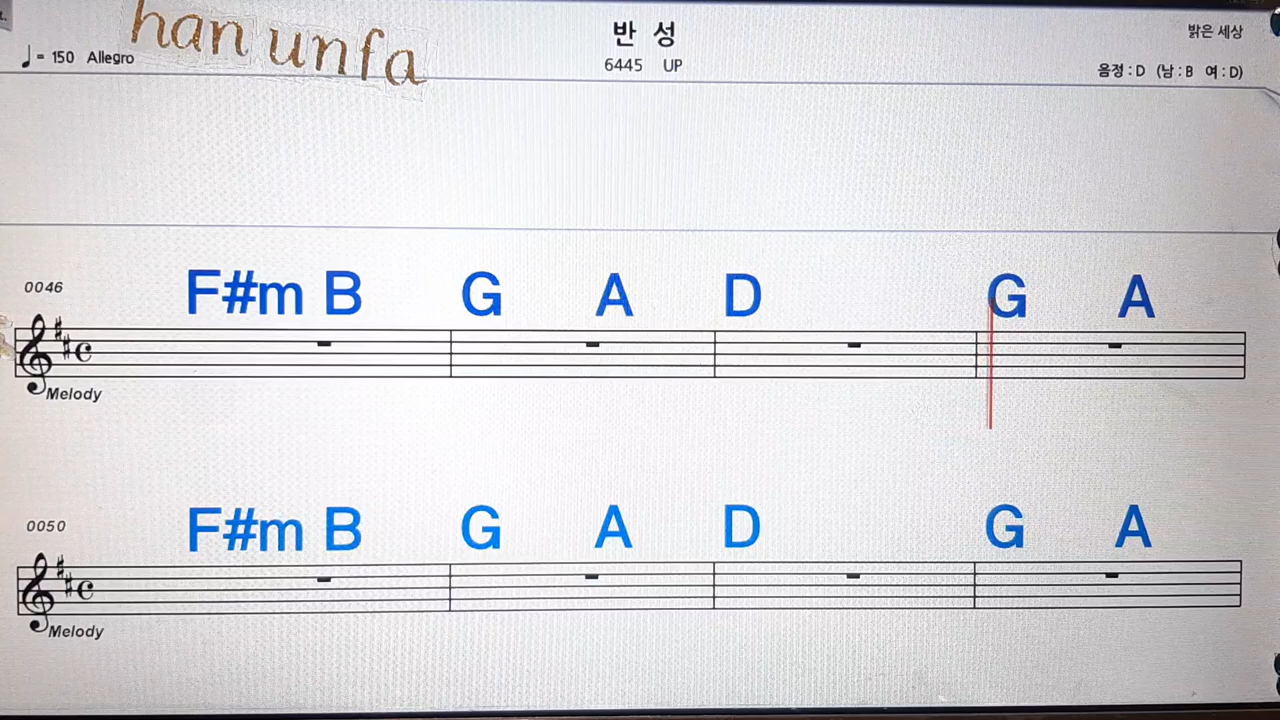 han unfa
반 성
밝은 세상
♩= 150 Allegro
6445 UP
음정 : D (남 : B 여 : D)
0046
F#m B G A D G A
Melody
0050
F#m B G A D G A
Melody